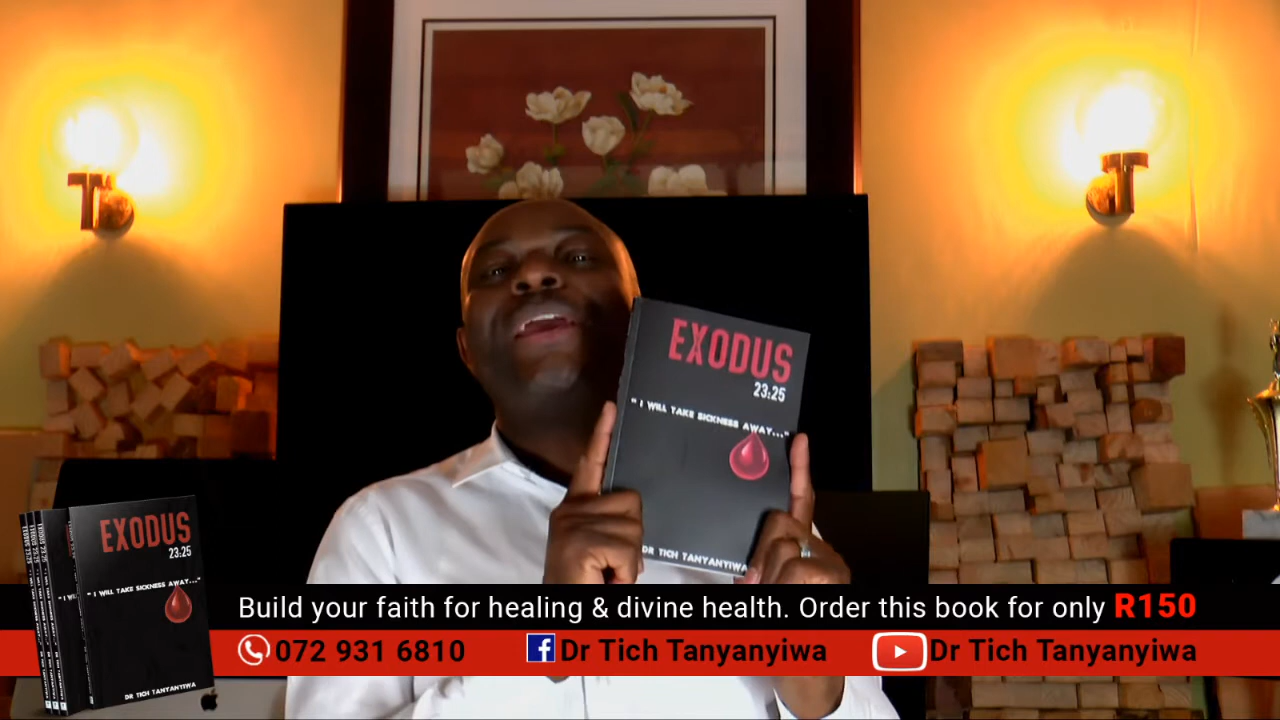 EXODUS
23:25
" I WILL TAKE SICKNESS AWAY..."
DR TICH TANYANYIWA
EXODUS
23:25
" I WILL TAKE SICKNESS AWAY..."
DR TICH TANYANYIWA
Build your faith for healing & divine health. Order this book for only R150
072 931 6810
Dr Tich Tanyanyiwa
Dr Tich Tanyanyiwa